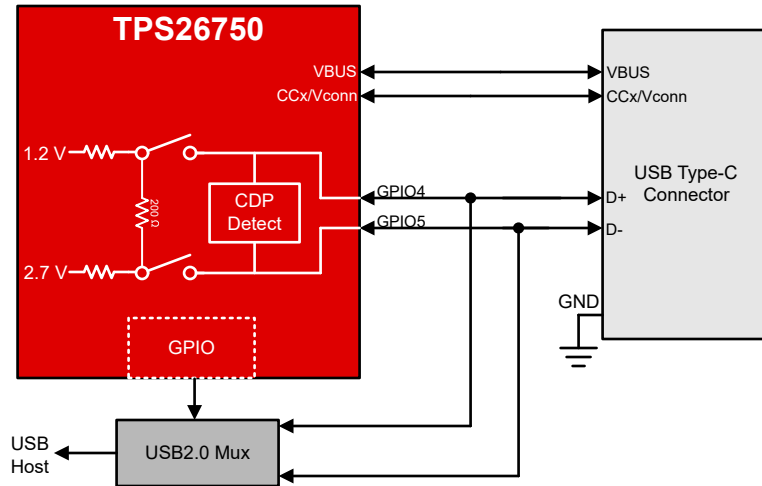 TPS26750
VBUS
CCx/Vconn
VBUS
CCx/Vconn
1.2 V
200 Ω
CDP
Detect
2.7 V
GPIO4
GPIO5
D+
D-
USB Type-C
Connector
GND
GPIO
USB2.0 Mux
USB
Host